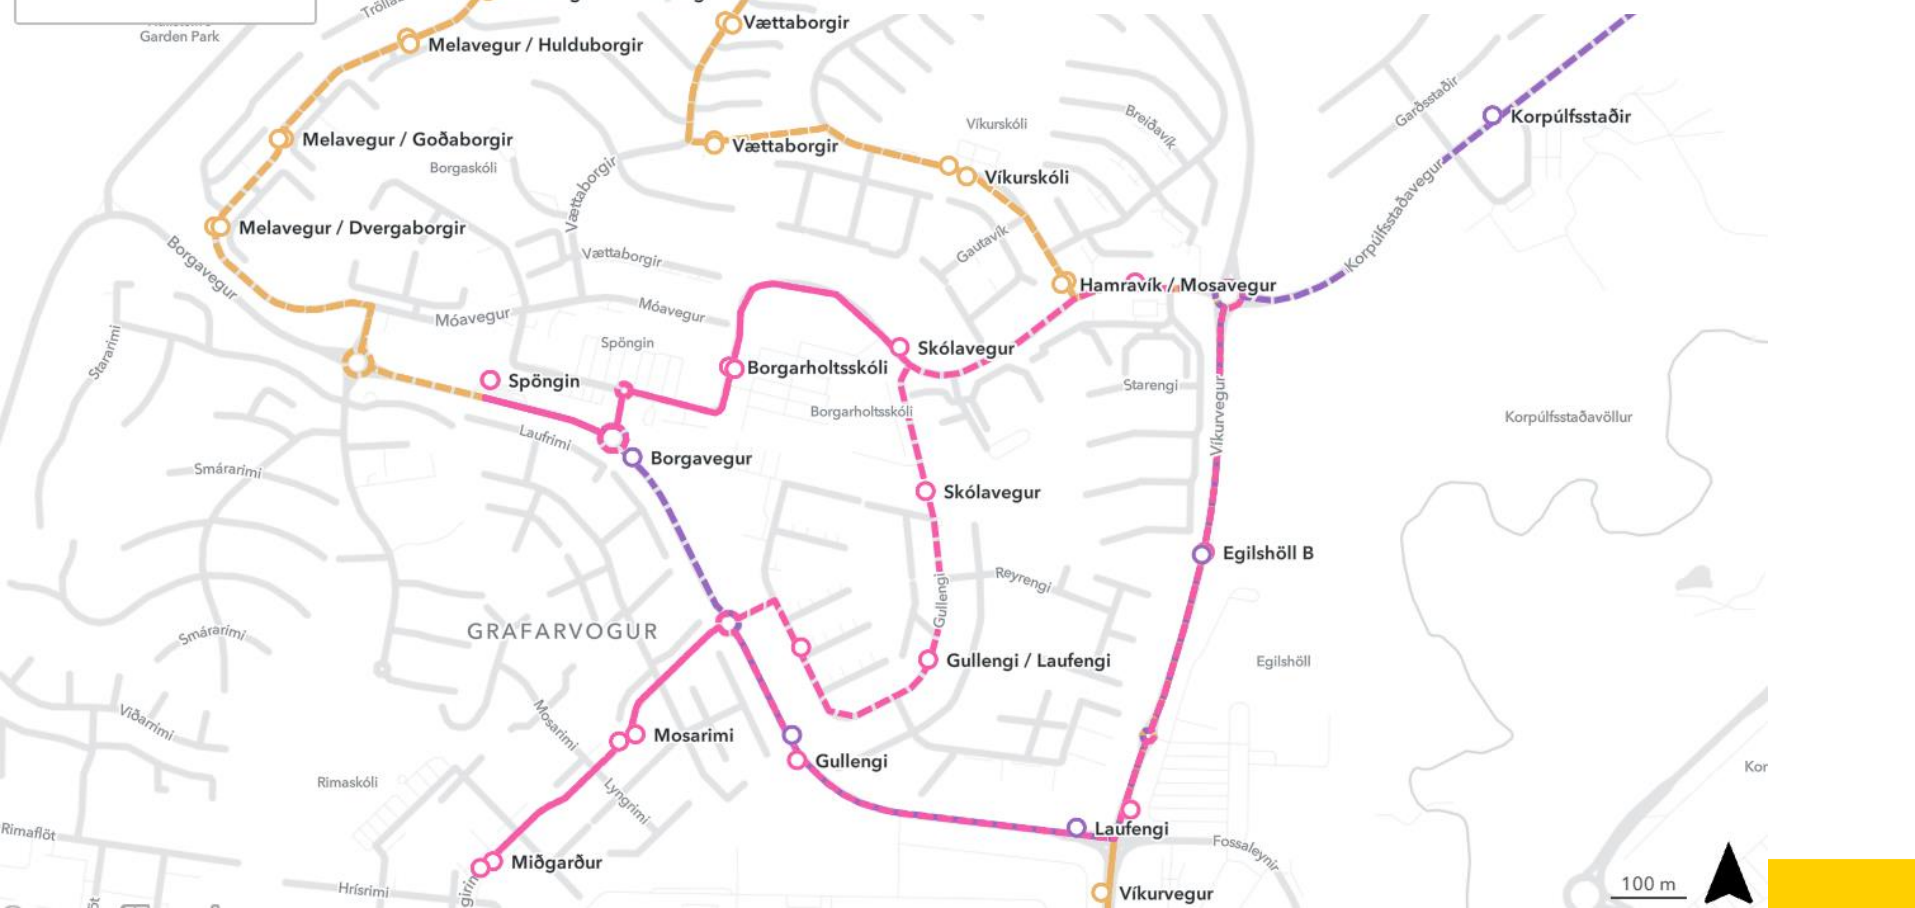 Garden Park
Melavegur / Hulduborgir
Vættaborgir
Korpúlfsstaðir
Garðsstaðir
Breiðavík
Víkurskóli
Melavegur / Goðaborgir
Borgaskóli
Vættaborgir
Vættaborgir
Víkurskóli
Korpúlfsstaðavegur
Melavegur / Dvergaborgir
Borgavegur
Vættaborgir
Gautavík
Hamravík / Mosavegur
Móavegur
Móavegur
Stararimi
Spöngin
Skólavegur
Borgarholtsskóli
Spöngin
Starengi
Borgarholtsskóli
Víkurvegur
Korpúlfsstaðavöllur
Laufrimi
Borgavegur
Smárarimi
Skólavegur
Egilshöll B
Reyrengi
Gullengi
GRAFARVOGUR
Smárarimi
Gullengi / Laufengi
Egilshöll
Viðarrimi
Mosarimi
Mosarimi
Gullengi
Rimaskóli
Lyngrimi
Rimaflöt
Laufengi
Fossaleynir
Miðgarður
Hrísrimi
Víkurvegur
100 m